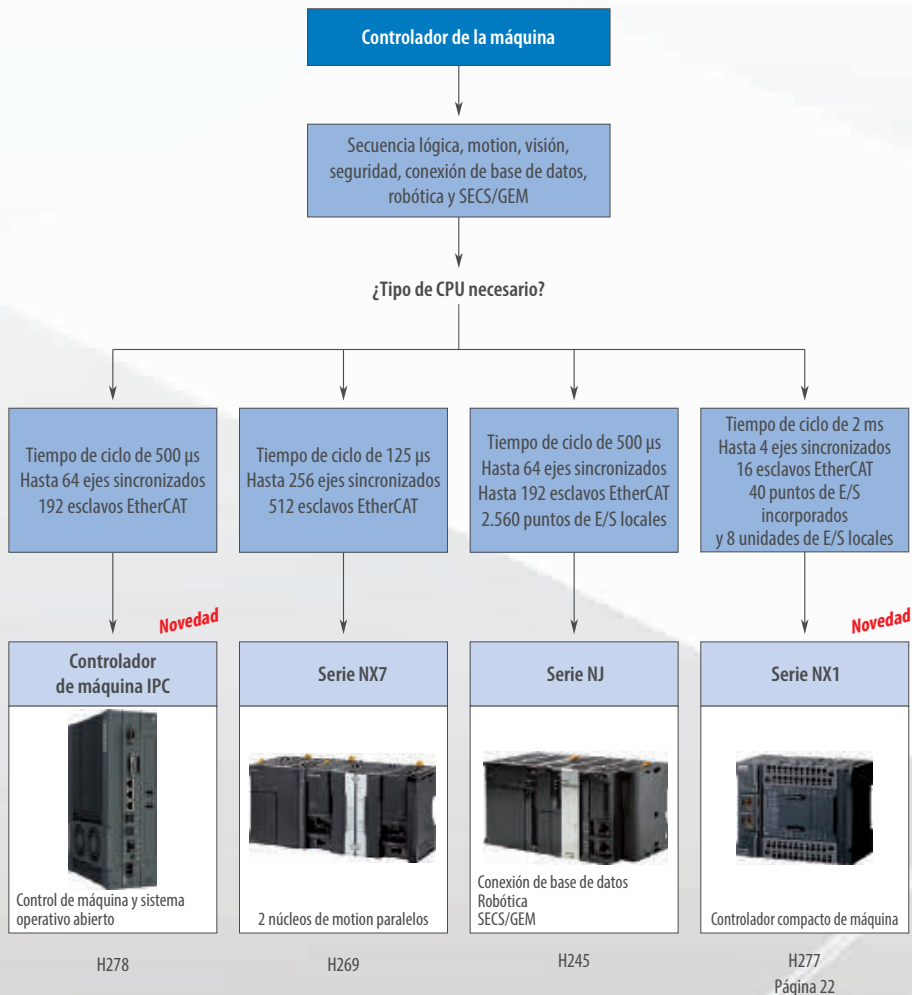 Controlador de la máquina
Secuencia lógica, motion, visión,
seguridad, conexión de base de datos,
robótica y SECS/GEM
¿Tipo de CPU necesario?
Tiempo de ciclo de 500 µs
Hasta 64 ejes sincronizados
192 esclavos EtherCAT
Tiempo de ciclo de 125 µs
Hasta 256 ejes sincronizados
512 esclavos EtherCAT
Tiempo de ciclo de 500 µs
Hasta 64 ejes sincronizados
Hasta 192 esclavos EtherCAT
2.560 puntos de E/S locales
Tiempo de ciclo de 2 ms
Hasta 4 ejes sincronizados
16 esclavos EtherCAT
40 puntos de E/S
incorporados
y 8 unidades de E/S locales
Novedad
Controlador
de máquina IPC
Control de máquina y sistema
operativo abierto
H278
Serie NX7
2 núcleos de motion paralelos
H269
Serie NJ
Conexión de base de datos
Robótica
SECS/GEM
H245
Novedad
Serie NX1
Controlador compacto de máquina
H277
Página 22